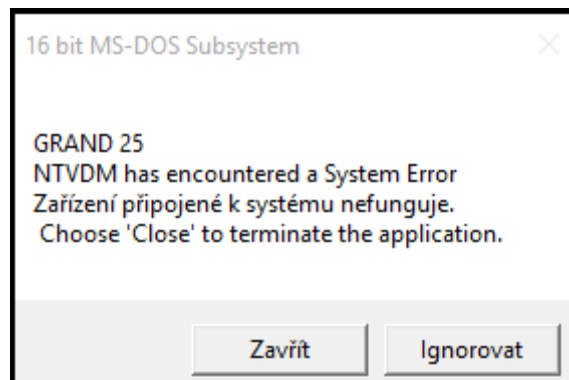 16 bit MS-DOS Subsystem
GRAND 25
NTVDM has encountered a System Error
Zařízení připojené k systému nefunguje.
Choose 'Close' to terminate the application.
Zavřít
Ignorovat